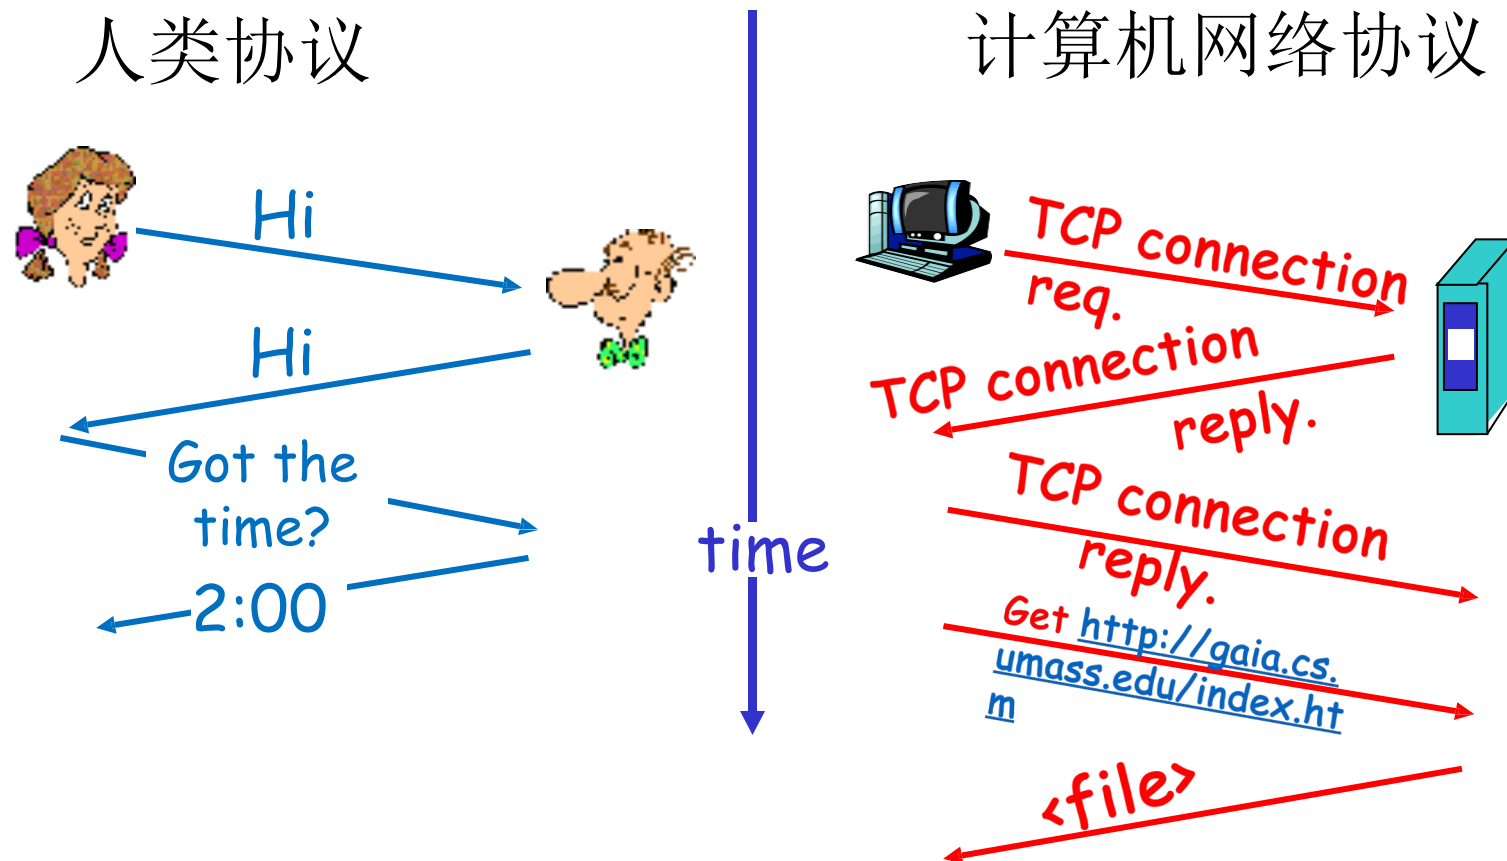 人类协议
Hi
Hi
Got the
time?
2:00
time
计算机网络协议
TCP connection
req.
TCP connection
reply.
TCP connection
reply.
Get http://gaia.cs.
umass.edu/index.ht
m
<file>